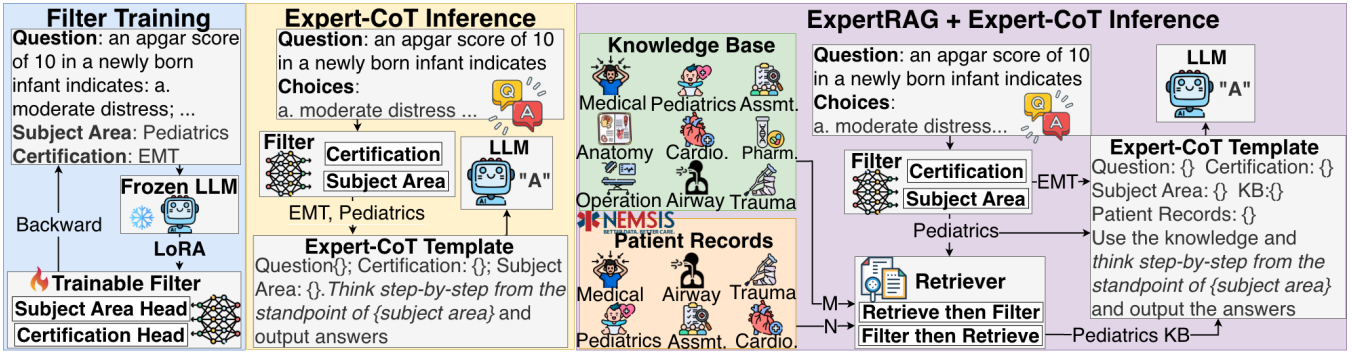 Filter Training
Question: an apgar score
of 10 in a newly born
infant indicates: a.
moderate distress; ...
Subject Area: Pediatrics
Certification: EMT
Frozen LLM
Backward
LoRA
Trainable Filter
Subject Area Head
Certification Head
Expert-CoT Inference
Question: an apgar score of 10
in a newly born infant indicates
Choices:
a. moderate distress ...
Q
A
Filter
Certification
Subject Area
LLM
"A"
EMT, Pediatrics
Expert-CoT Template
Question{}; Certification: {}; Subject
Area: {}. Think step-by-step from the
standpoint of {subject area} and
output answers
ExpertRAG + Expert-CoT Inference
Knowledge Base
Medical
Pediatrics
Assmt.
Anatomy
Cardio.
Pharm.
Operation
Airway
Trauma
NEMSIS
BETTER DATA. BETTER CARE.
Patient Records
Medical
Airway
Trauma
Pediatrics
Assmt.
Cardio.
Question: an apgar score of 10
in a newly born infant indicates
Choices:
a. moderate distress...
Q
A
Filter
Certification
Subject Area
EMT
Pediatrics
Retriever
M
Retrieve then Filter
N
Filter then Retrieve
Pediatrics KB
LLM
"A"
Expert-CoT Template
Question: {} Certification: {}
Subject Area: {} KB:{}
Patient Records: {}
Use the knowledge and
think step-by-step from the
standpoint of {subject area}
and output the answers